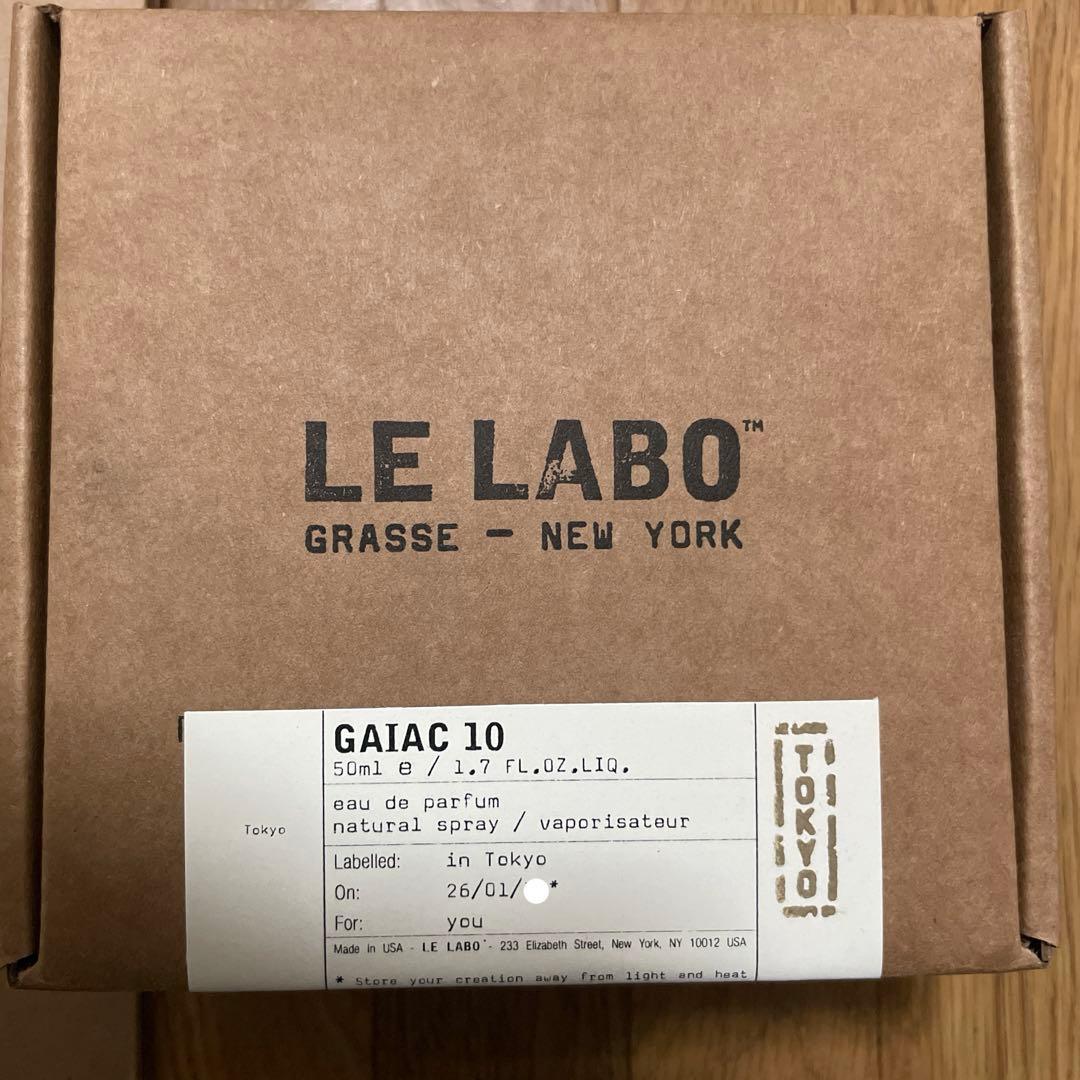 LE LABO™
GRASSE - NEW YORK
Tokyo
GAIAC 10
50ml e / 1.7 FL.OZ.LIQ.
eau de parfum
natural spray / vaporisateur
Labelled: in Tokyo
On: 26/01/ *
For: you
Made in USA - LE LABO - 233 Elizabeth Street, New York, NY 10012 USA
* Store your creation away from light and heat
TOKYO